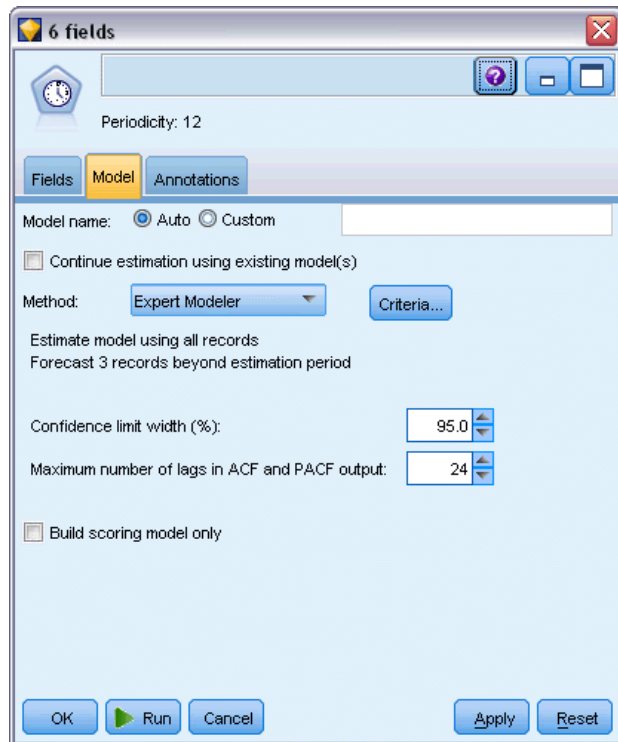 6 fields
?
Periodicity: 12
Fields Model Annotations
Model name: Auto Custom
Continue estimation using existing model(s)
Method: Expert Modeler Criteria...
Estimate model using all records
Forecast 3 records beyond estimation period
Confidence limit width (%): 95.0
Maximum number of lags in ACF and PACF output: 24
Build scoring model only
OK Run Cancel Apply Reset